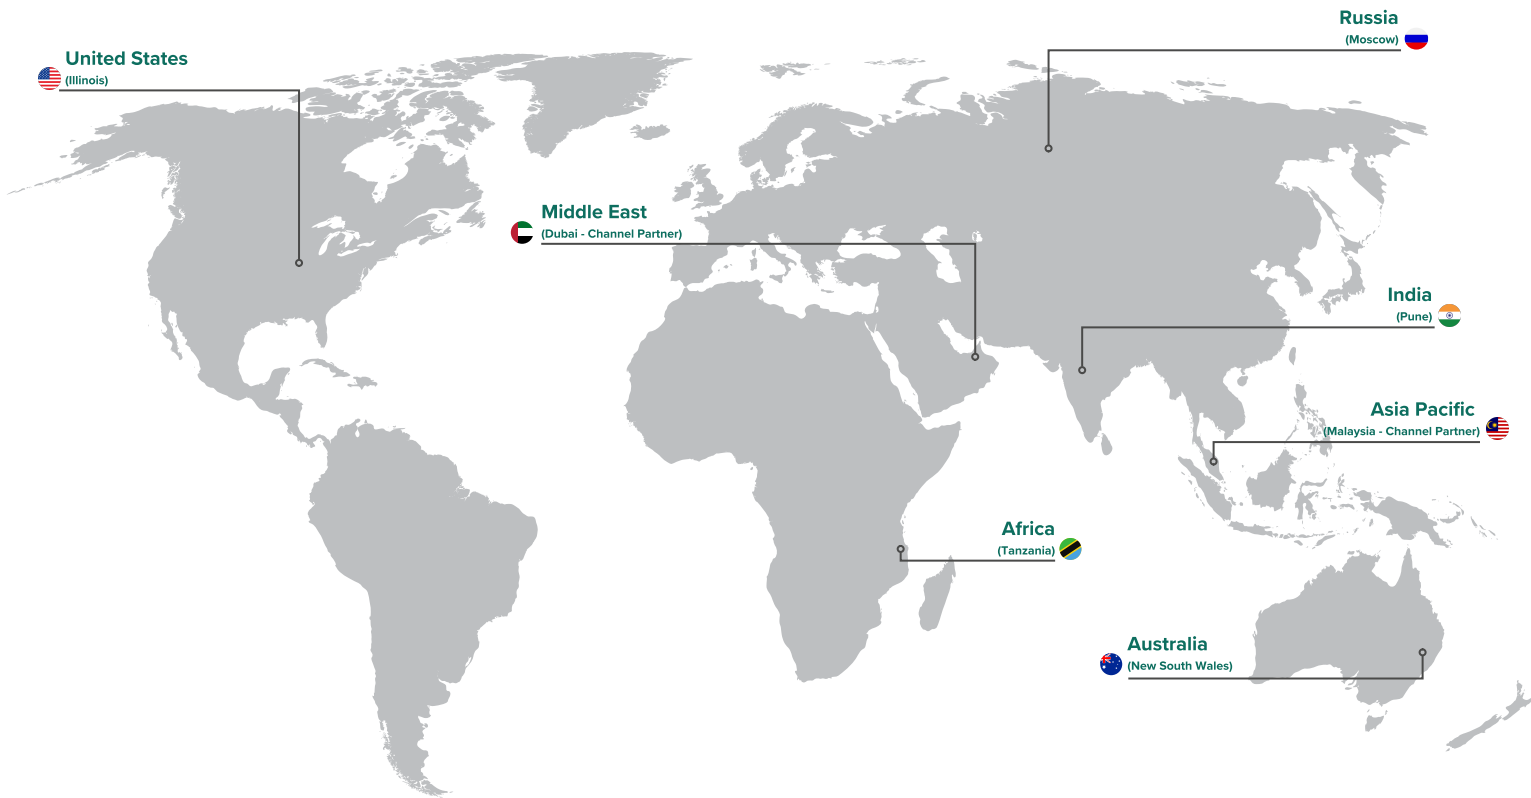 Russia
(Moscow)
United States
(Illinois)
Middle East
(Dubai - Channel Partner)
India
(Pune)
Asia Pacific
(Malaysia - Channel Partner)
Africa
(Tanzania)
Australia
(New South Wales)